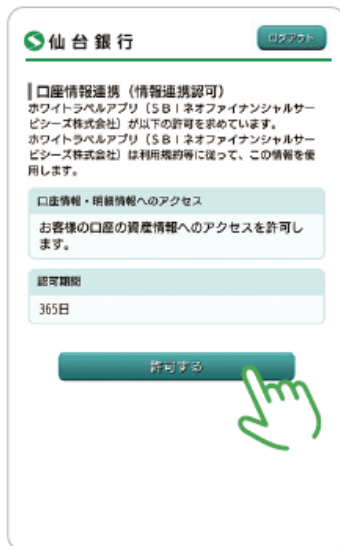 仙台銀行
ログアウト
口座情報連携（情報連携認可）
ホワイトラベルアプリ（ＳＢＩネオファイナンシャルサー
ビシーズ株式会社）が以下の許可を求めています。
ホワイトラベルアプリ（ＳＢＩネオファイナンシャルサー
ビシーズ株式会社）は利用規約等に従って、この情報を使
用します。
口座情報・明細情報へのアクセス
お客様の口座の資産情報へのアクセスを許可し
ます。
認可期間
365日
許可する